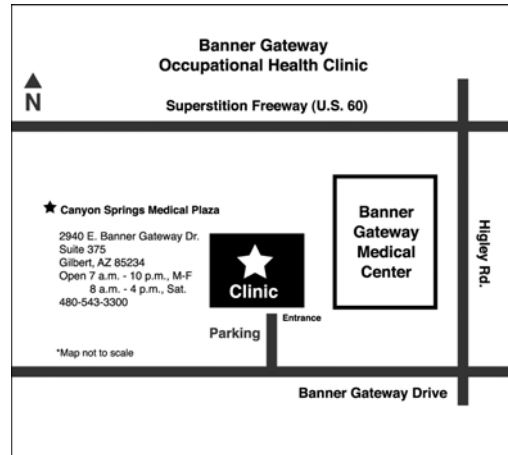 Banner Gateway
Occupational Health Clinic
N
Superstition Freeway (U.S. 60)
Canyon Springs Medical Plaza
2940 E. Banner Gateway Dr.
Suite 375
Gilbert, AZ 85234
Open 7 a.m. - 10 p.m., M-F
8 a.m. - 4 p.m., Sat.
480-543-3300
*Map not to scale
Clinic
Entrance
Parking
Banner
Gateway
Medical
Center
Higley Rd.
Banner Gateway Drive